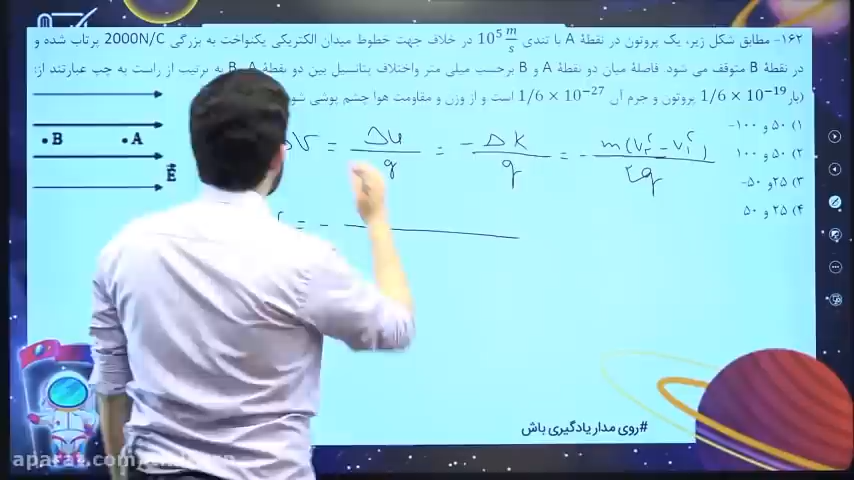 ۱۶۲- مطابق شکل زیر، یک پروتون در نقطهٔ A با تندی 10⁵ m/s در خلاف جهت خطوط میدان الکتریکی یکنواخت به بزرگی 2000N/C پرتاب شده و
در نقطهٔ B متوقف می شود. فاصلهٔ میان دو نقطهٔ A و B برحسب میلی متر واختلاف پتانسیل بین دو نقطهٔ A و B به ترتیب از راست به چپ عبارتند از:
(بار پروتون 1/6 × 10⁻¹⁹ و جرم آن 1/6 × 10⁻²⁷ است و از وزن و مقاومت هوا چشم پوشی شود
۱) ۵۰ و ۱۰۰-
۲) ۵۰ و ۱۰۰
۳) ۲۵و ۵۰-
۴) ۲۵ و ۵۰
B A
E
ΔV = Δu/q = - Δk/q = - m(V₂² - V₁²)/2q
= -
#روی مدار یادگیری باش
aparat.com